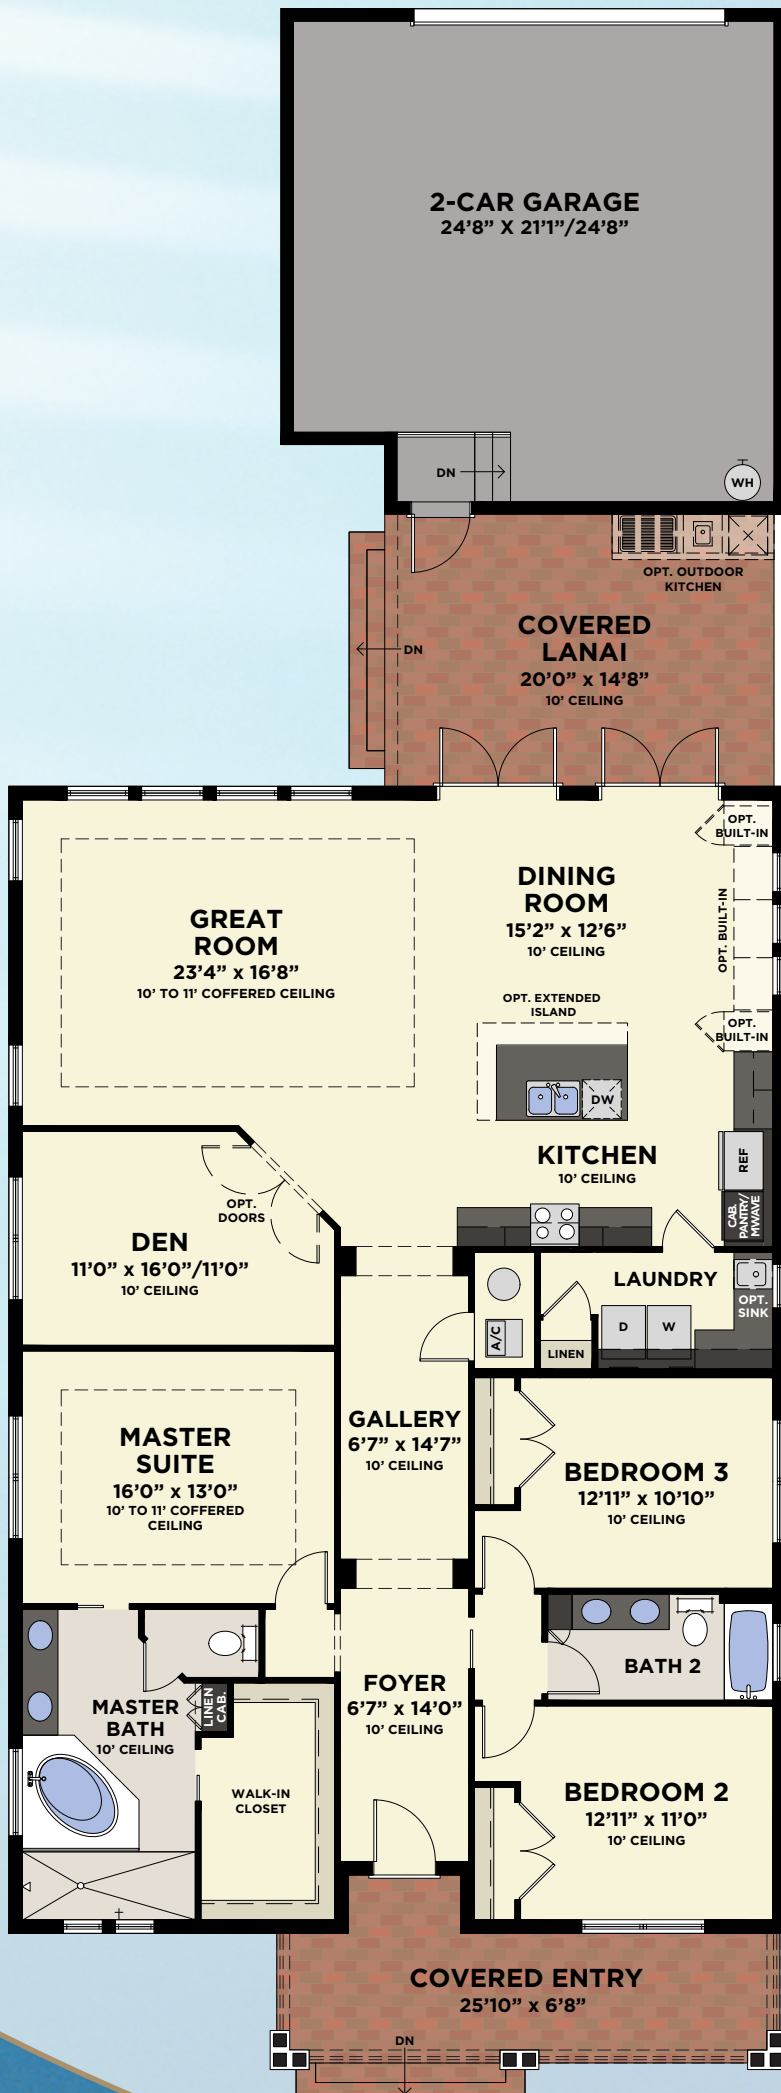 2-CAR GARAGE
24'8" X 21'1"/24'8"
DN
WH
OPT. OUTDOOR
KITCHEN
COVERED
LANAI
20'0" x 14'8"
10' CEILING
DN
OPT.
BUILT-IN
DINING
ROOM
15'2" x 12'6"
10' CEILING
OPT. BUILT-IN
GREAT
ROOM
23'4" x 16'8"
10' TO 11' COFFERED CEILING
OPT. EXTENDED
ISLAND
OPT.
BUILT-IN
DW
KITCHEN
10' CEILING
REF
CAB.
PANTRY/
MWAVE
OPT.
DOORS
DEN
11'0" x 16'0"/11'0"
10' CEILING
LAUNDRY
OPT.
SINK
A/C
D
W
LINEN
GALLERY
6'7" x 14'7"
10' CEILING
MASTER
SUITE
16'0" x 13'0"
10' TO 11' COFFERED
CEILING
BEDROOM 3
12'11" x 10'10"
10' CEILING
BATH 2
FOYER
6'7" x 14'0"
10' CEILING
MASTER
BATH
10' CEILING
LINEN
CAB.
WALK-IN
CLOSET
BEDROOM 2
12'11" x 11'0"
10' CEILING
COVERED ENTRY
25'10" x 6'8"
DN